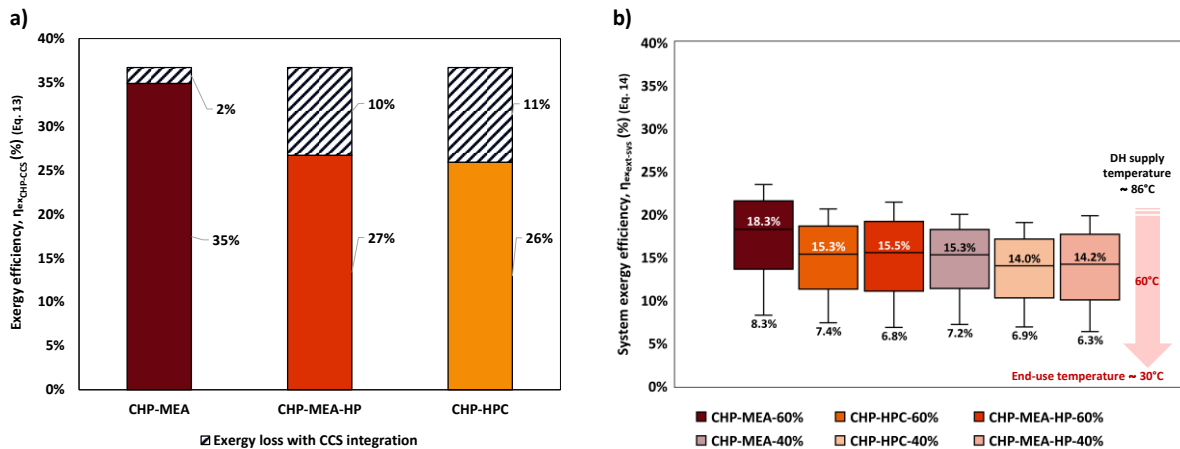 a)
40%
35%
30%
25%
20%
15%
10%
5%
0%
Exergy efficiency, ηexCHP-CCS (%) (Eq. 13)
2%
10%
11%
35%
27%
26%
CHP-MEA
CHP-MEA-HP
CHP-HPC
Exergy loss with CCS integration
b)
40%
35%
30%
25%
20%
15%
10%
5%
0%
System exergy efficiency, ηexext-sys (%) (Eq. 14)
18.3%
15.3%
15.5%
15.3%
14.0%
14.2%
8.3%
7.4%
6.8%
7.2%
6.9%
6.3%
DH supply
temperature
~ 86°C
60°C
End-use temperature ~ 30°C
CHP-MEA-60%
CHP-HPC-60%
CHP-MEA-HP-60%
CHP-MEA-40%
CHP-HPC-40%
CHP-MEA-HP-40%